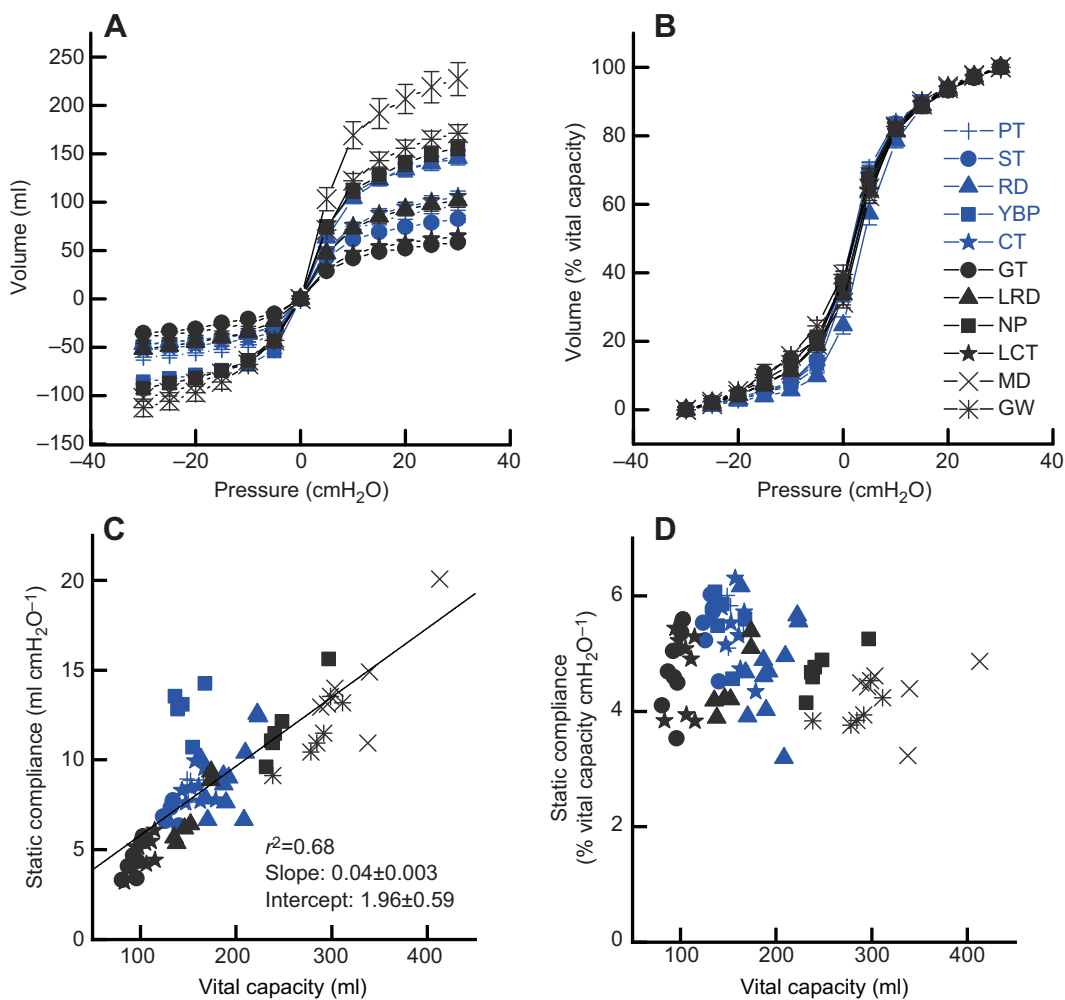 A
250
200
150
100
50
0
–50
–100
–150
Volume (ml)
–40
–20
0
20
40
Pressure (cmH2O)
B
100
80
60
40
20
0
Volume (% vital capacity)
–40
–20
0
20
40
Pressure (cmH2O)
PT
ST
RD
YBP
CT
GT
LRD
NP
LCT
MD
GW
C
20
15
10
5
0
Static compliance (ml cmH2O–1)
r2=0.68
Slope: 0.04±0.003
Intercept: 1.96±0.59
100
200
300
400
Vital capacity (ml)
D
6
4
2
0
Static compliance
(% vital capacity cmH2O–1)
100
200
300
400
Vital capacity (ml)